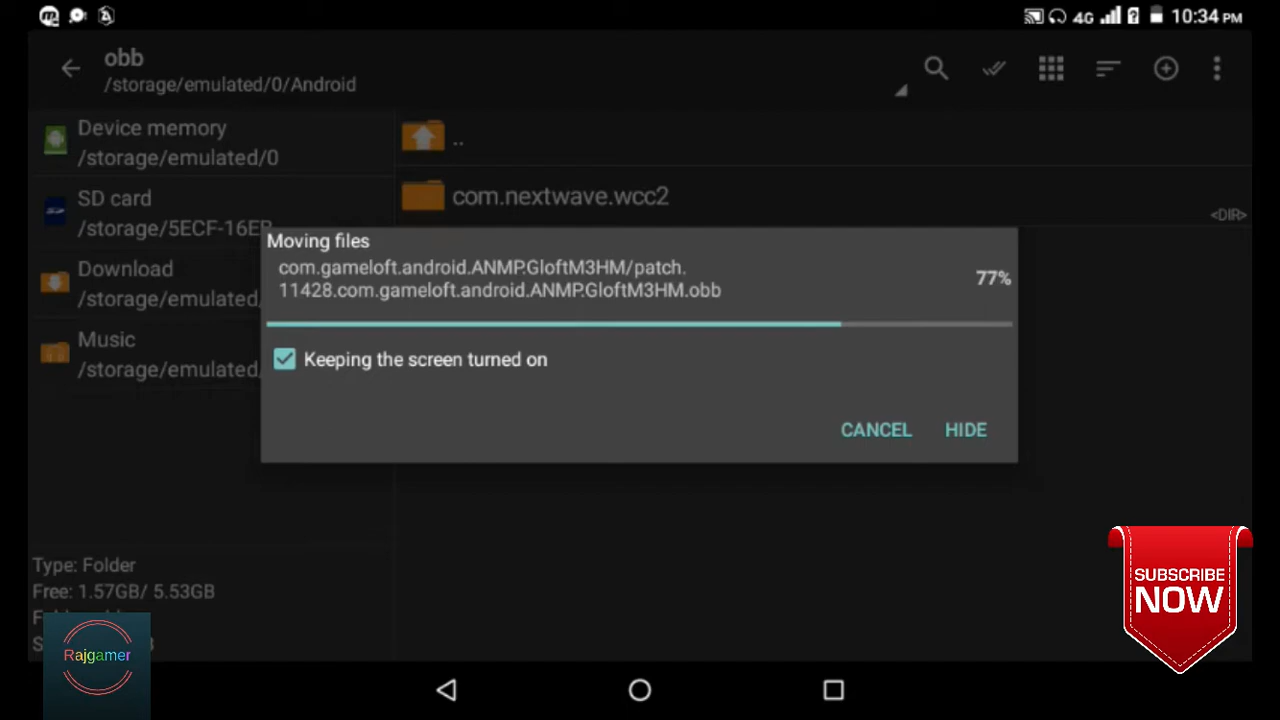 4G 10:34 PM
obb
/storage/emulated/0/Android
Device memory
/storage/emulated/0
SD card
/storage/5ECF-16EB
Download
/storage/emulated/
Music
/storage/emulated/
..
com.nextwave.wcc2
<DIR>
Moving files
com.gameloft.android.ANMP.GloftM3HM/patch.
11428.com.gameloft.android.ANMP.GloftM3HM.obb
77%
Keeping the screen turned on
CANCEL HIDE
Type: Folder
Free: 1.57GB/ 5.53GB
Rajgamer
SUBSCRIBE
NOW